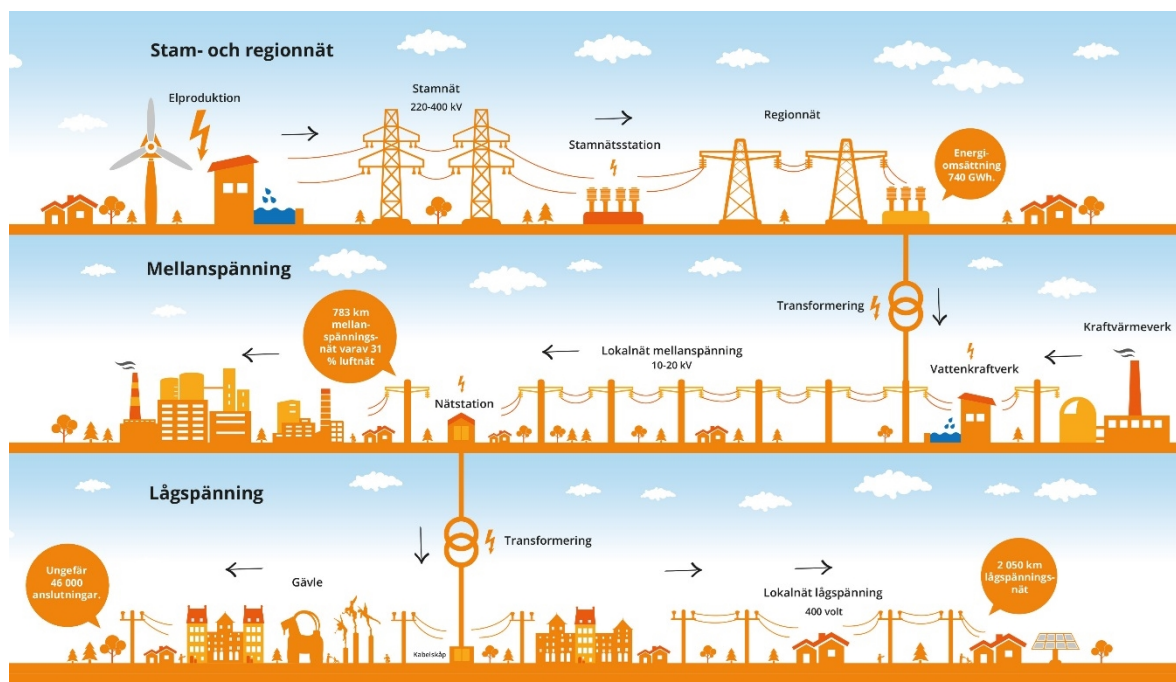 Stam- och regionnät
Elproduktion
Stamnät
220-400 kV
Stamnätsstation
Regionnät
Energi-
omsättning
740 GWh.
Mellanspänning
783 km
mellan-
spännings-
nät varav 31
% luftnät
Nätstation
Lokalnät mellanspänning
10-20 kV
Transformering
Vattenkraftverk
Kraftvärmeverk
Lågspänning
Ungefär
46 000
anslutningar.
Gävle
Transformering
Kabelskåp
Lokalnät lågspänning
400 volt
2 050 km
lågspännings-
nät